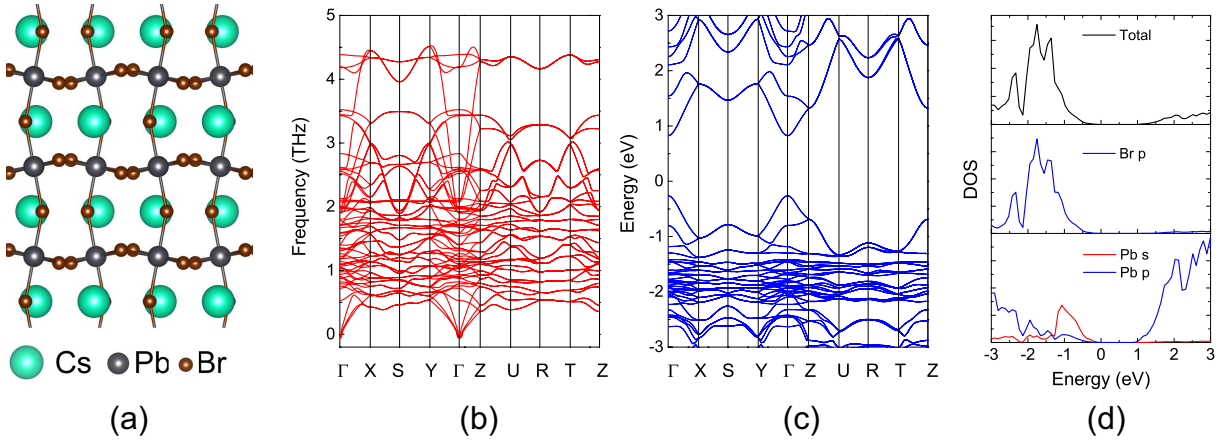 Cs Pb Br
(a)
5
4
3
2
1
0
Frequency (THz)
Γ X S Y Γ Z U R T Z
(b)
3
2
1
0
-1
-2
-3
Energy (eV)
Γ X S Y Γ Z U R T Z
(c)
Total
Br p
Pb s
Pb p
DOS
-3 -2 -1 0 1 2 3
Energy (eV)
(d)